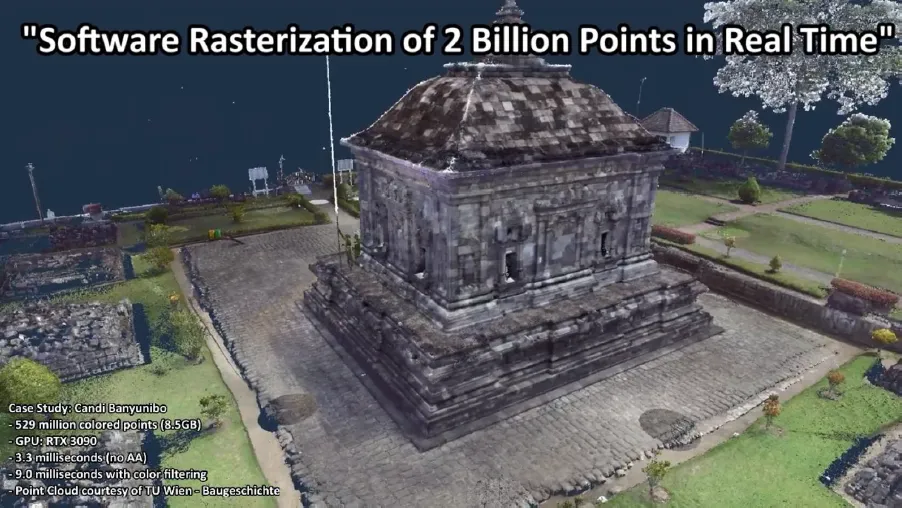 "Software Rasterization of 2 Billion Points in Real Time"
Case Study: Candi Banyunibo
- 529 million colored points (8.5GB)
- GPU: RTX 3090
- 3.3 milliseconds (no AA)
- 9.0 milliseconds with color filtering
- Point Cloud courtesy of TU Wien - Baugeschichte